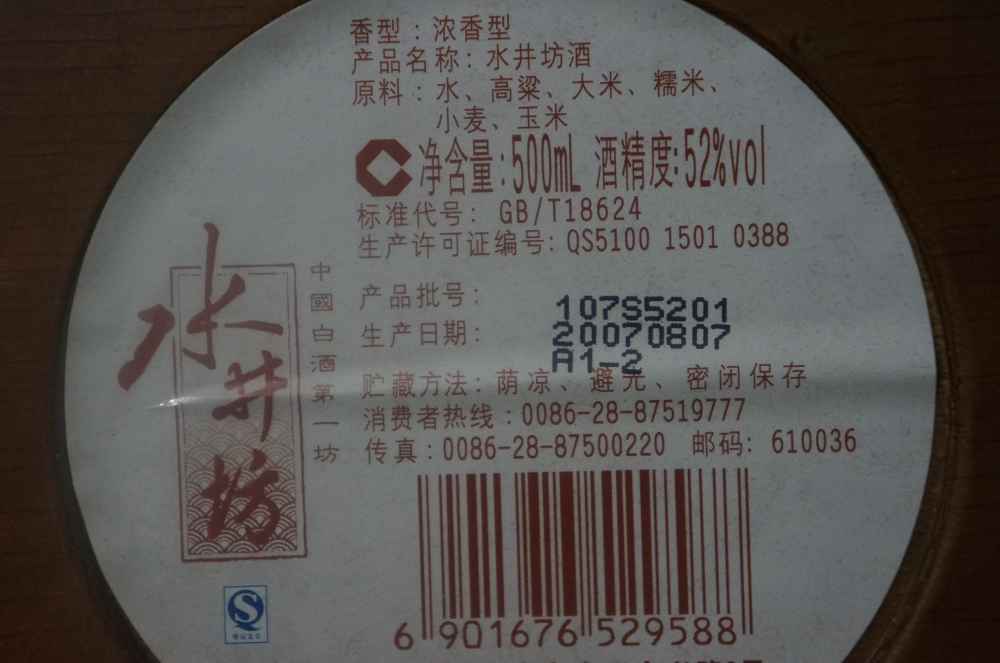 香型：浓香型
产品名称：水井坊酒
原料：水、高粱、大米、糯米、
小麦、玉米
净含量：500mL 酒精度：52%vol
标准代号：GB/T18624
生产许可证编号：QS5100 1501 0388
产品批号：107S5201
生产日期：20070807
A1-2
贮藏方法：荫凉、避光、密闭保存
消费者热线：0086-28-87519777
传真：0086-28-87500220 邮码：610036
水井坊
中國白酒第一坊
6 901676 529588